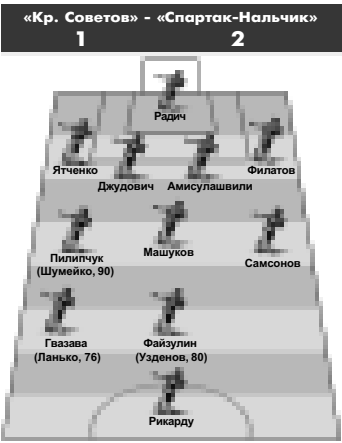 «Кр. Советов» - «Спартак-Нальчик»
1 2
Радич
Ятченко Филатов
Джудович Амисулашвили
Пилипчук Машуков Самсонов
(Шумейко, 90)
Гвазава Файзулин
(Ланько, 76) (Узденов, 80)
Рикарду